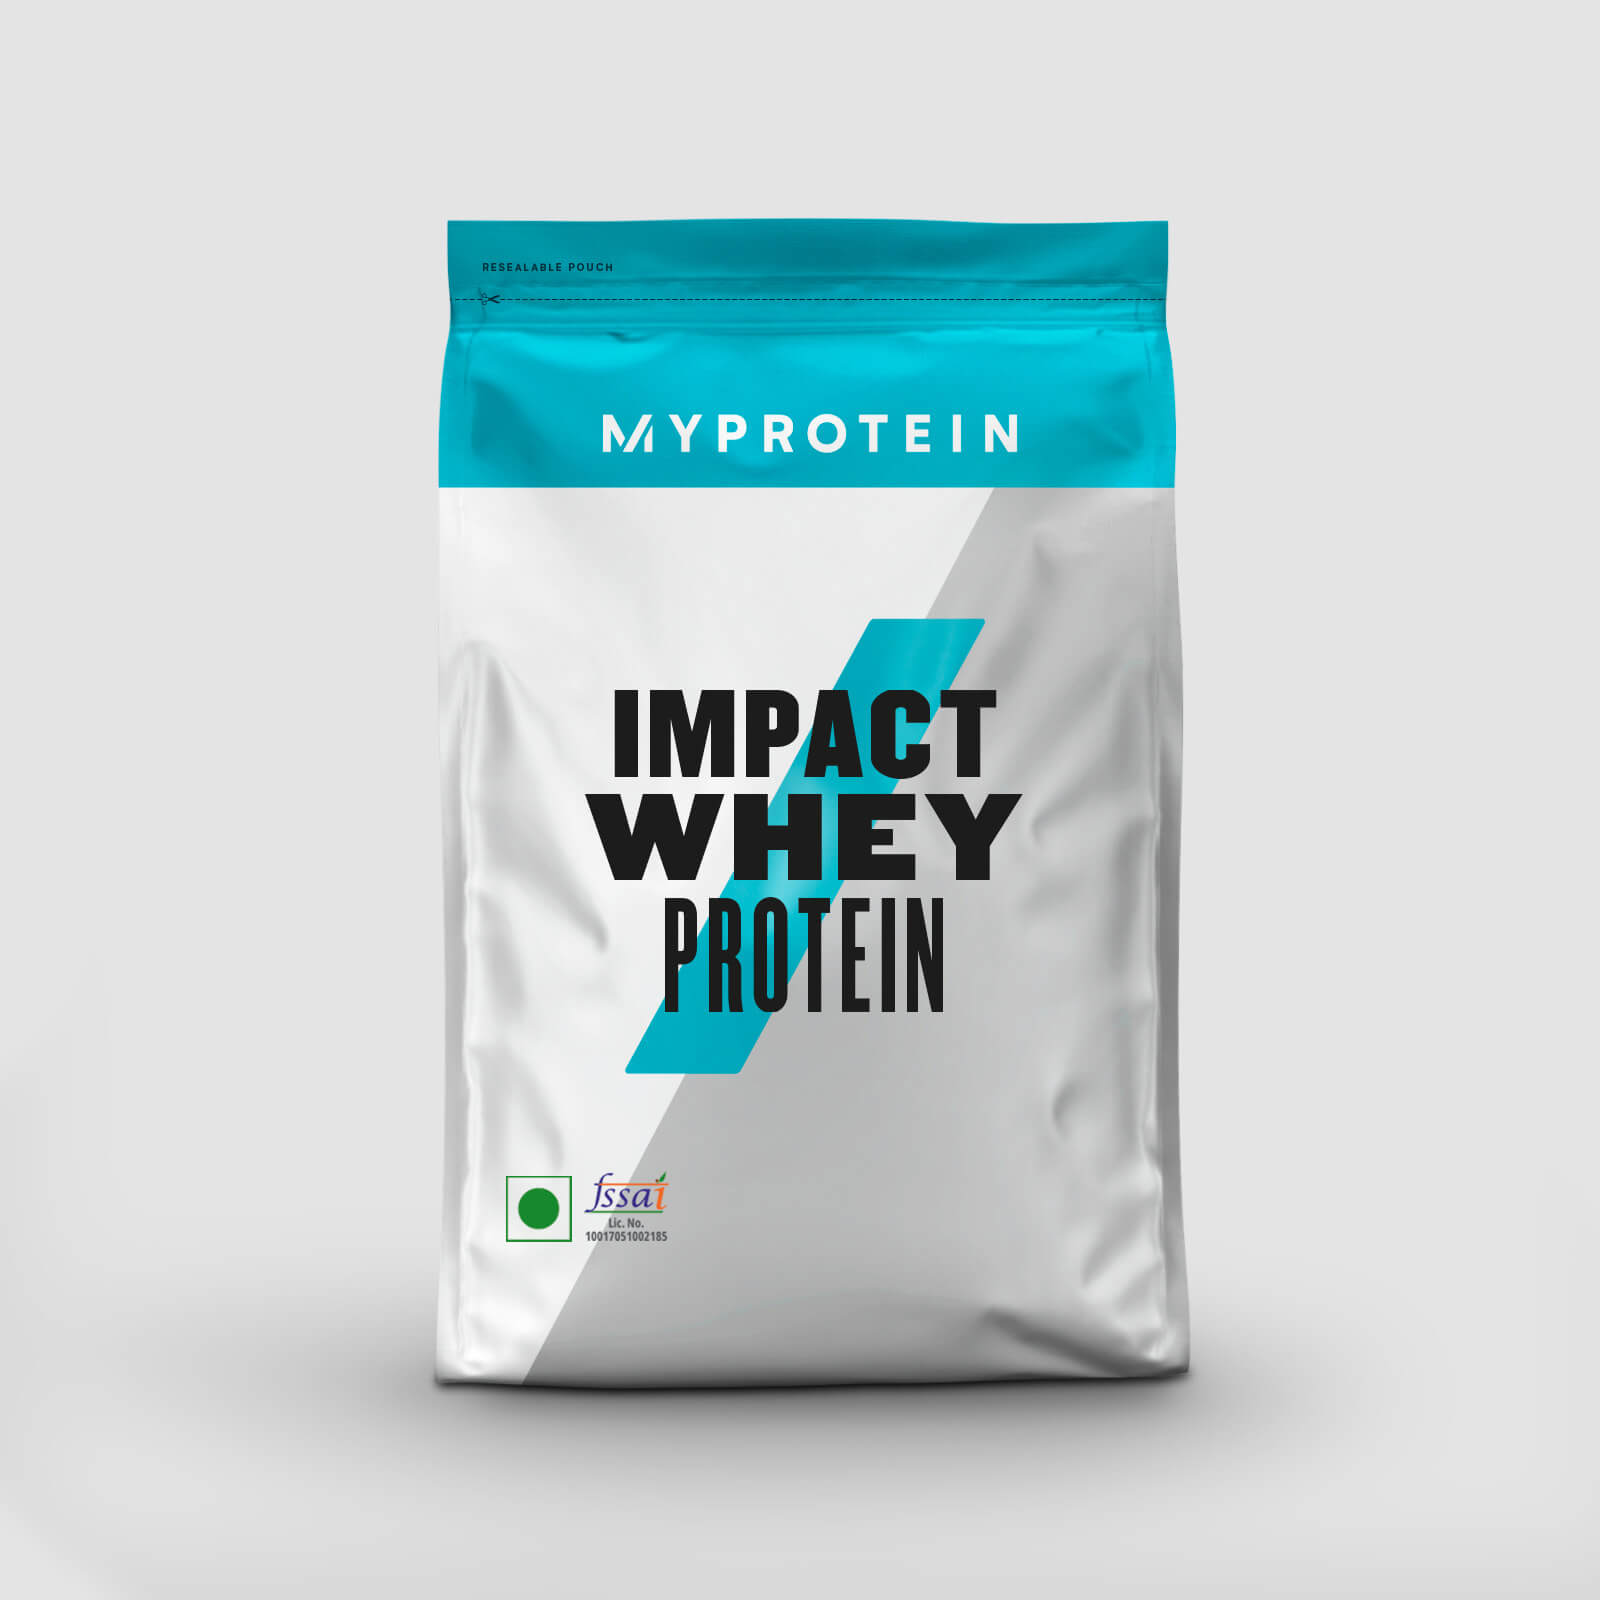 RESEALABLE POUCH
MYPROTEIN
IMPACT
WHEY
PROTEIN
fssai
Lic. No.
10017051002185